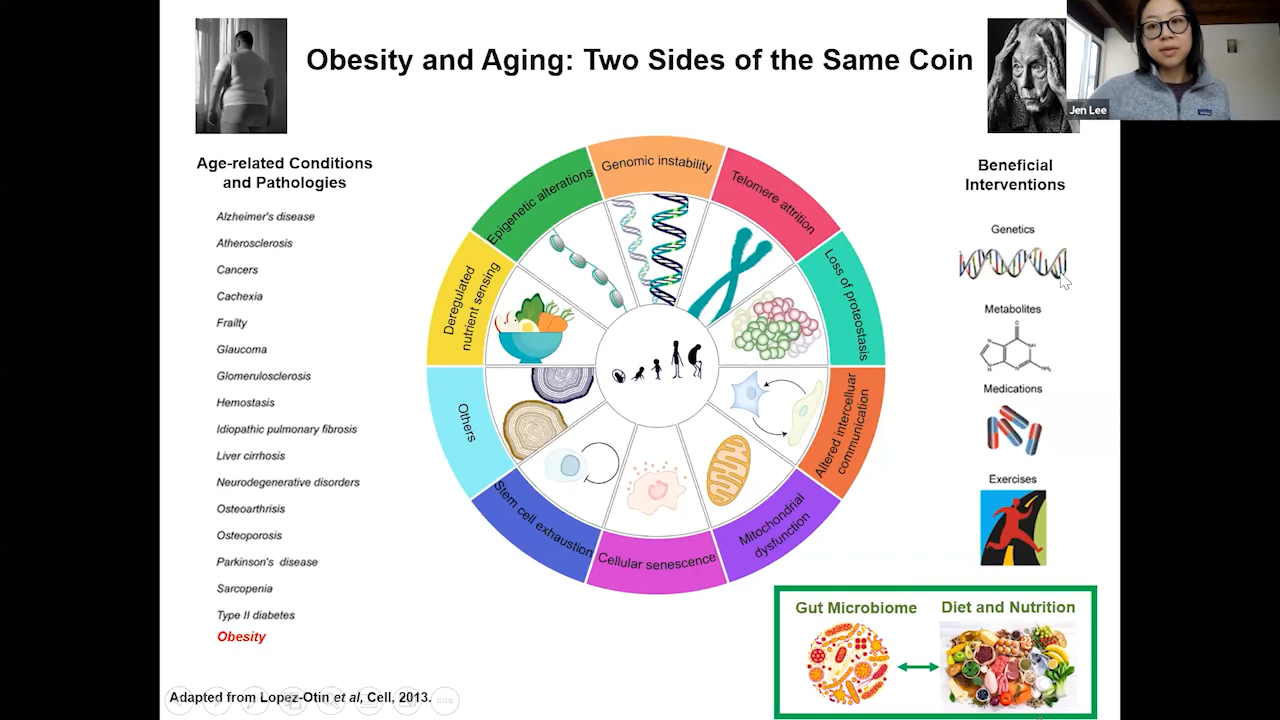 Obesity and Aging: Two Sides of the Same Coin
Jen Lee
Age-related Conditions
and Pathologies
Alzheimer's disease
Atherosclerosis
Cancers
Cachexia
Frailty
Glaucoma
Glomerulosclerosis
Hemostasis
Idiopathic pulmonary fibrosis
Liver cirrhosis
Neurodegenerative disorders
Osteoarthrisis
Osteoporosis
Parkinson's disease
Sarcopenia
Type II diabetes
Obesity
Genomic instability
Telomere attrition
Loss of proteostasis
Altered intercelluar
communication
Mitochondrial
dysfunction
Cellular senescence
Stem cell exhaustion
Others
Deregulated
nutrient sensing
Epigenetic alterations
Beneficial
Interventions
Genetics
Metabolites
Medications
Exercises
Gut Microbiome
Diet and Nutrition
Adapted from Lopez-Otin et al, Cell, 2013.